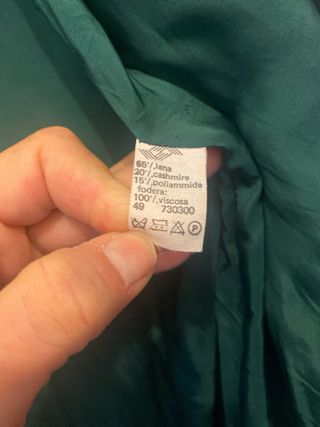 65% lana
20% cashmire
15% poliammide
fodera:
100% viscosa
49 730300
P